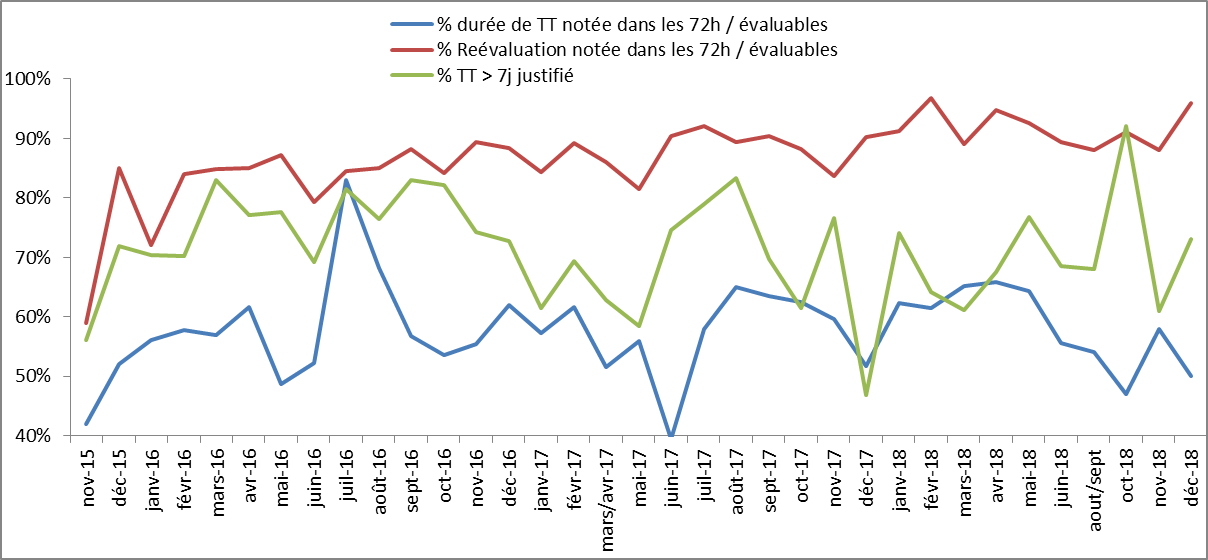 % durée de TT notée dans les 72h / évaluables
% Reévaluation notée dans les 72h / évaluables
% TT > 7j justifié
100%
90%
80%
70%
60%
50%
40%
nov-15
déc-15
janv-16
févr-16
mars-16
avr-16
mai-16
juin-16
juil-16
août-16
sept-16
oct-16
nov-16
déc-16
janv-17
févr-17
mars/avr-17
mai-17
juin-17
juil-17
août-17
sept-17
oct-17
nov-17
déc-17
janv-18
févr-18
mars-18
avr-18
mai-18
juin-18
aout/sept
oct-18
nov-18
déc-18